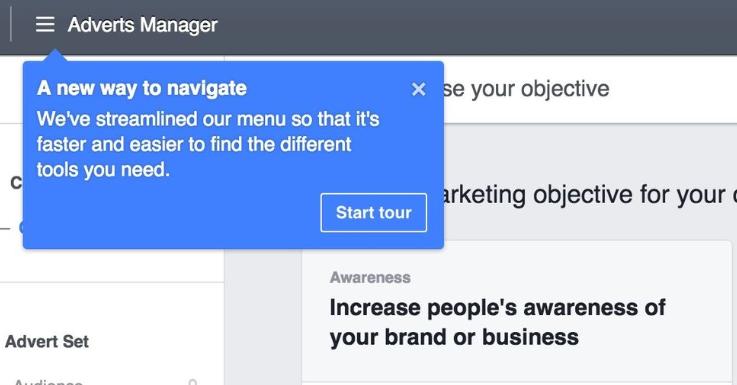 Adverts Manager
A new way to navigate
We've streamlined our menu so that it's
faster and easier to find the different
tools you need.
Start tour
your objective
objective for your
Awareness
Increase people's awareness of
your brand or business
Advert Set
Audience